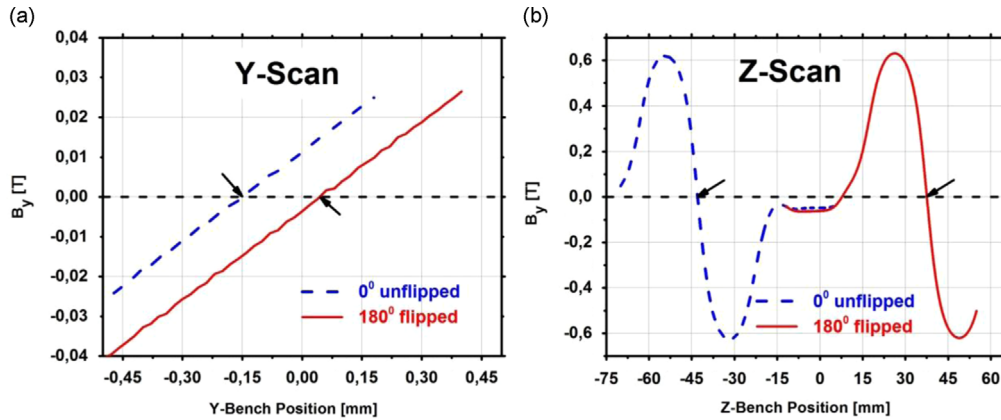 (a)
Y-Scan
B_y [T]
0,04
0,03
0,02
0,01
0,00
-0,01
-0,02
-0,03
-0,04
0⁰ unflipped
180⁰ flipped
-0,45 -0,30 -0,15 0,00 0,15 0,30 0,45
Y-Bench Position [mm]
(b)
Z-Scan
B_y [T]
0,6
0,4
0,2
0,0
-0,2
-0,4
-0,6
0⁰ unflipped
180⁰ flipped
-75 -60 -45 -30 -15 0 15 30 45 60
Z-Bench Position [mm]